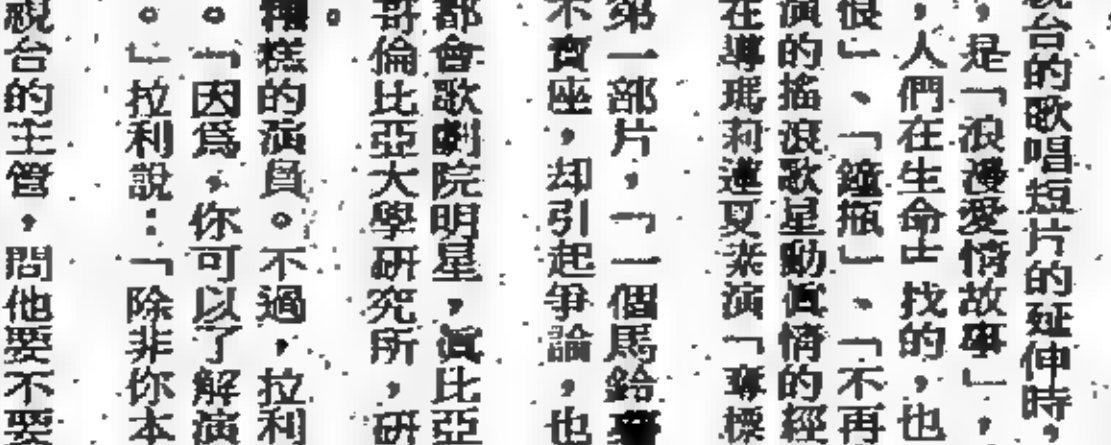 台的歌唱短片的延伸時，
，是「浪漫愛情故事」，
，人們在生命中找的，也
恨」、「鐘瓶」、「不再
演的搖滾歌星動真情的經
在導瑪莉蓮夏柔演「奪標
第一部片，「一個馬鈴
不賣座，却引起爭論，也
都會歌劇院明星，真比亞
哥倫比亞大學研究所，研
糟糕的演員。不過，拉利
。「因爲，你可以了解演
。」拉利說：「除非你本
視台的主管，問他要不要